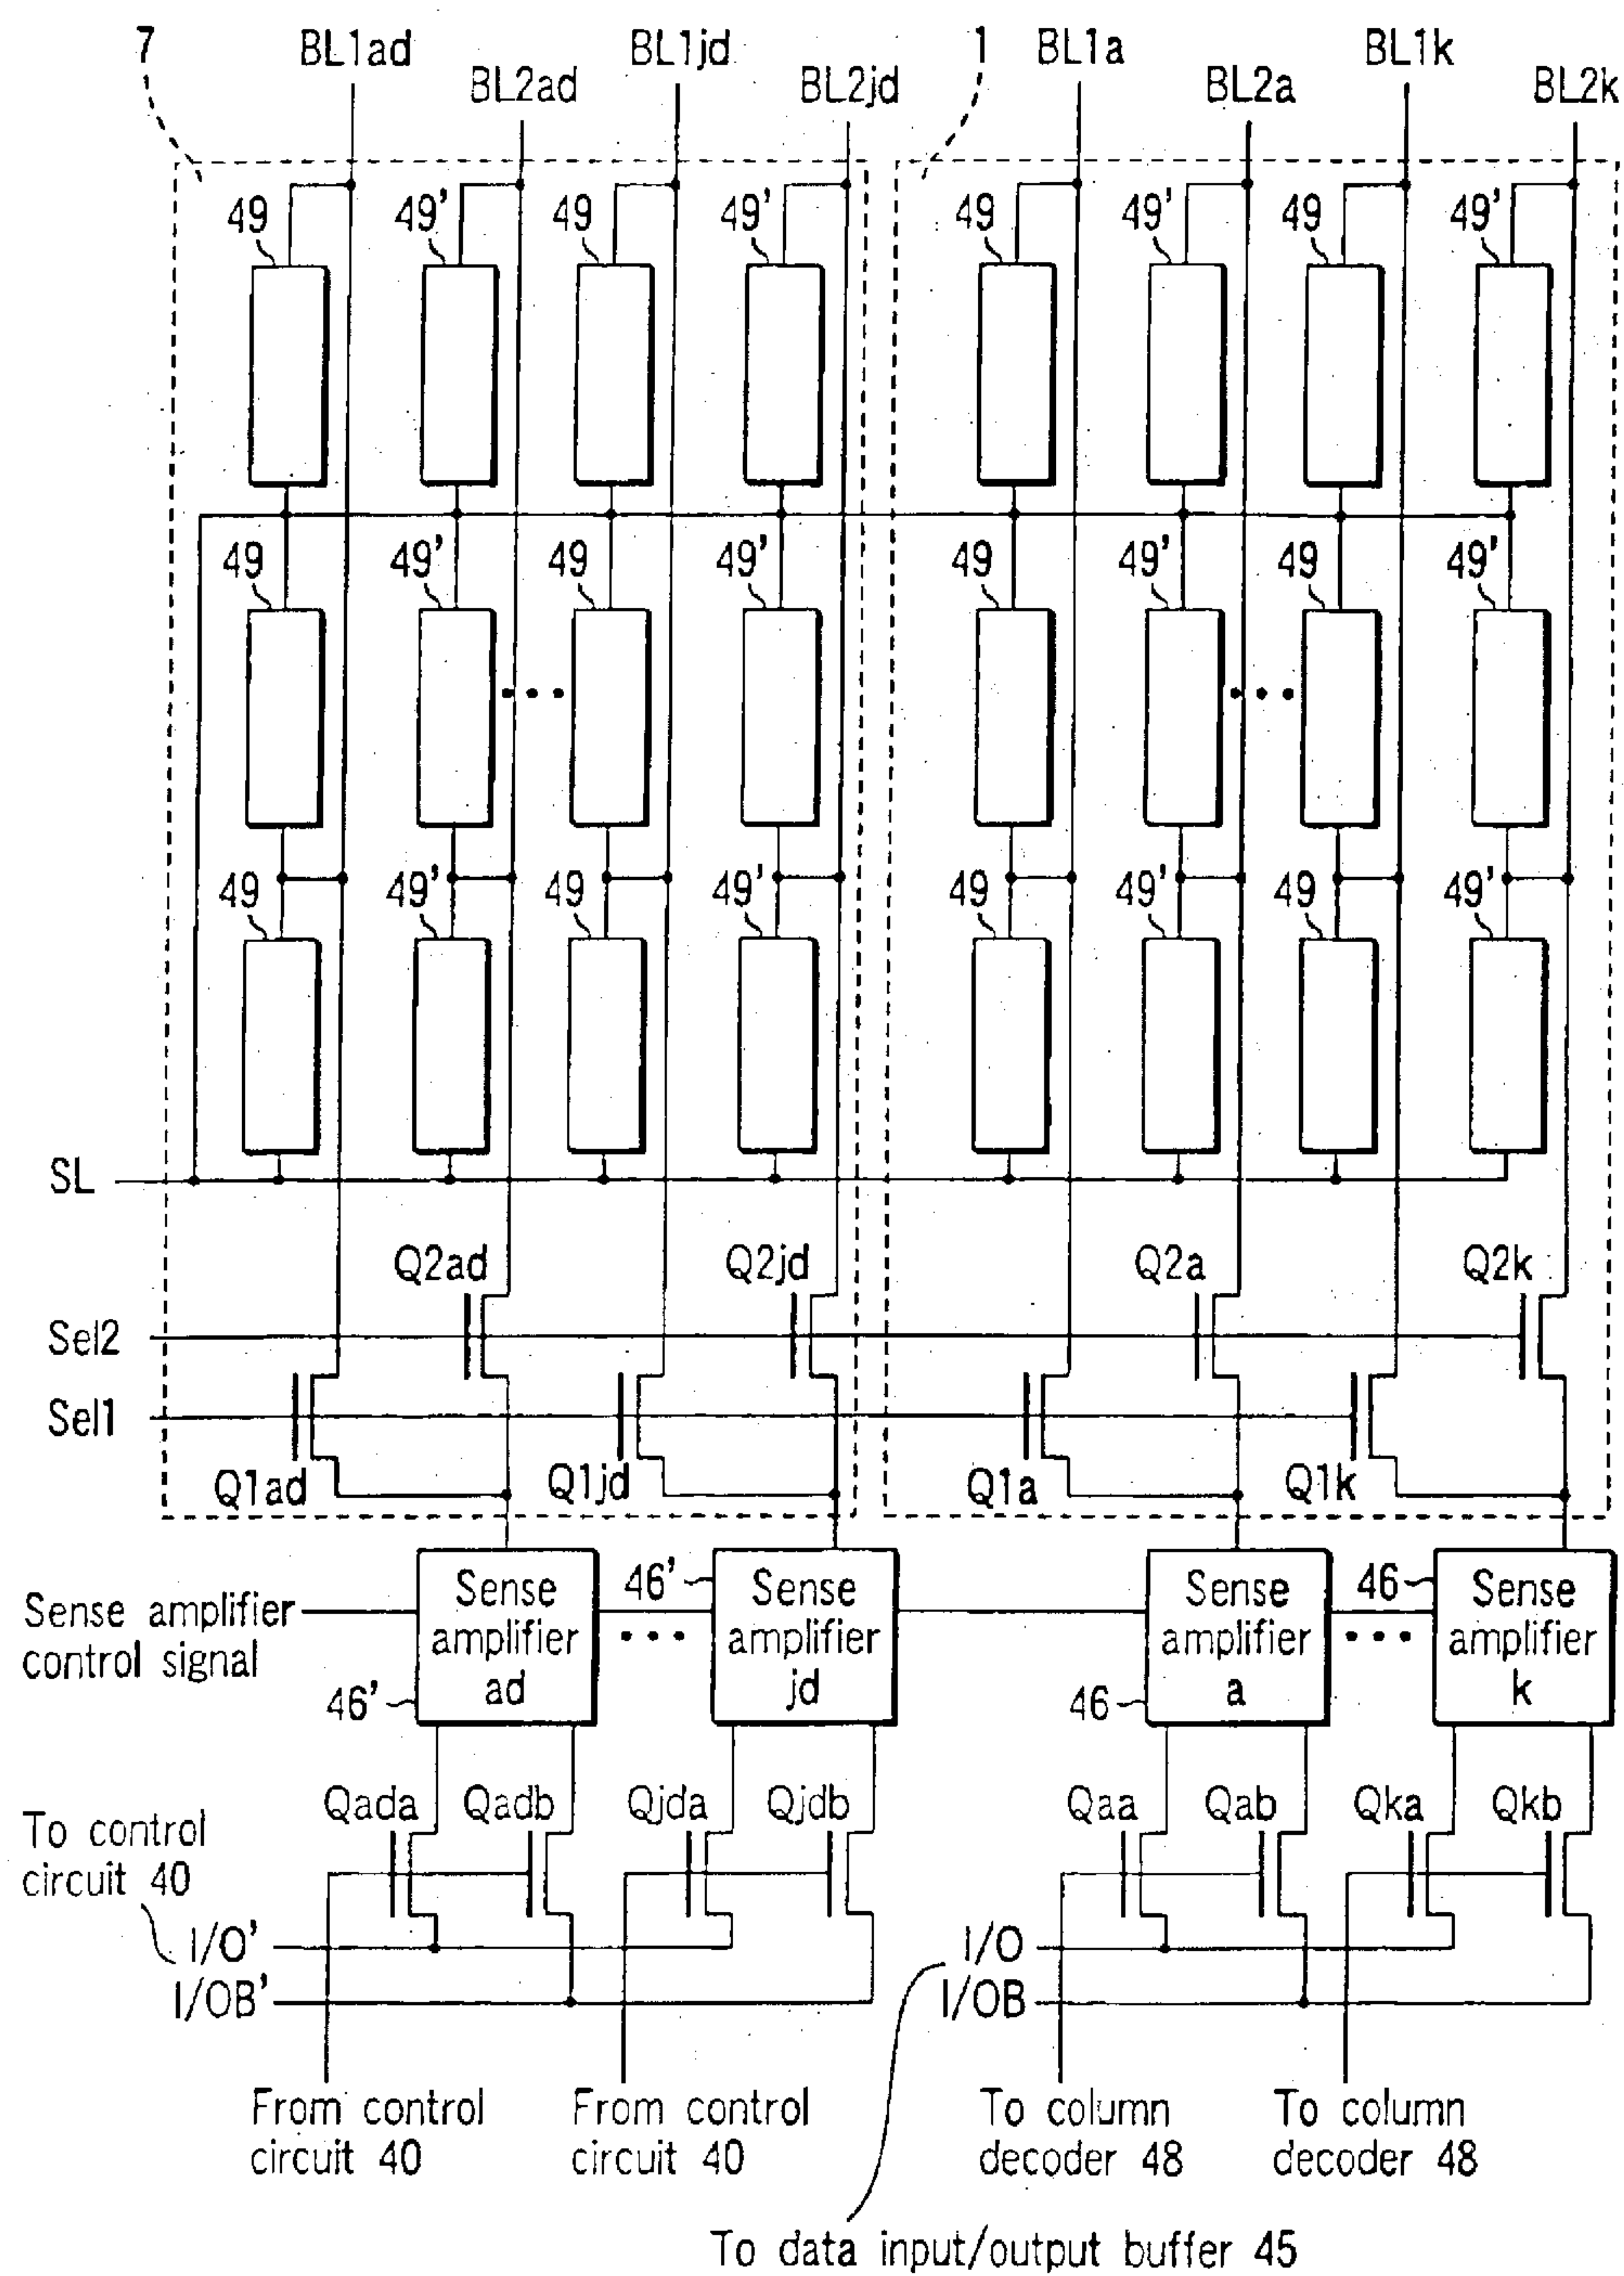 7
BL1ad
BL1jd
1
BL1a
BL1k
BL2ad
BL2jd
BL2a
BL2k
49 49' 49 49' 49 49' 49 49'
49 49' 49 49' 49 49' 49 49'
49 49' 49 49' 49 49' 49 49'
SL
Q2ad
Q2jd
Q2a
Q2k
Sel2
Sel1
Q1ad
Q1jd
Q1a
Q1k
Sense amplifier
control signal
46'
Sense
amplifier
ad
46'
Sense
amplifier
jd
46
Sense
amplifier
a
46
Sense
amplifier
k
Qada
Qadb
Qjda
Qjdb
Qaa
Qab
Qka
Qkb
To control
circuit 40
I/O'
I/OB'
I/O
I/OB
From control
circuit 40
From control
circuit 40
To column
decoder 48
To column
decoder 48
To data input/output buffer 45